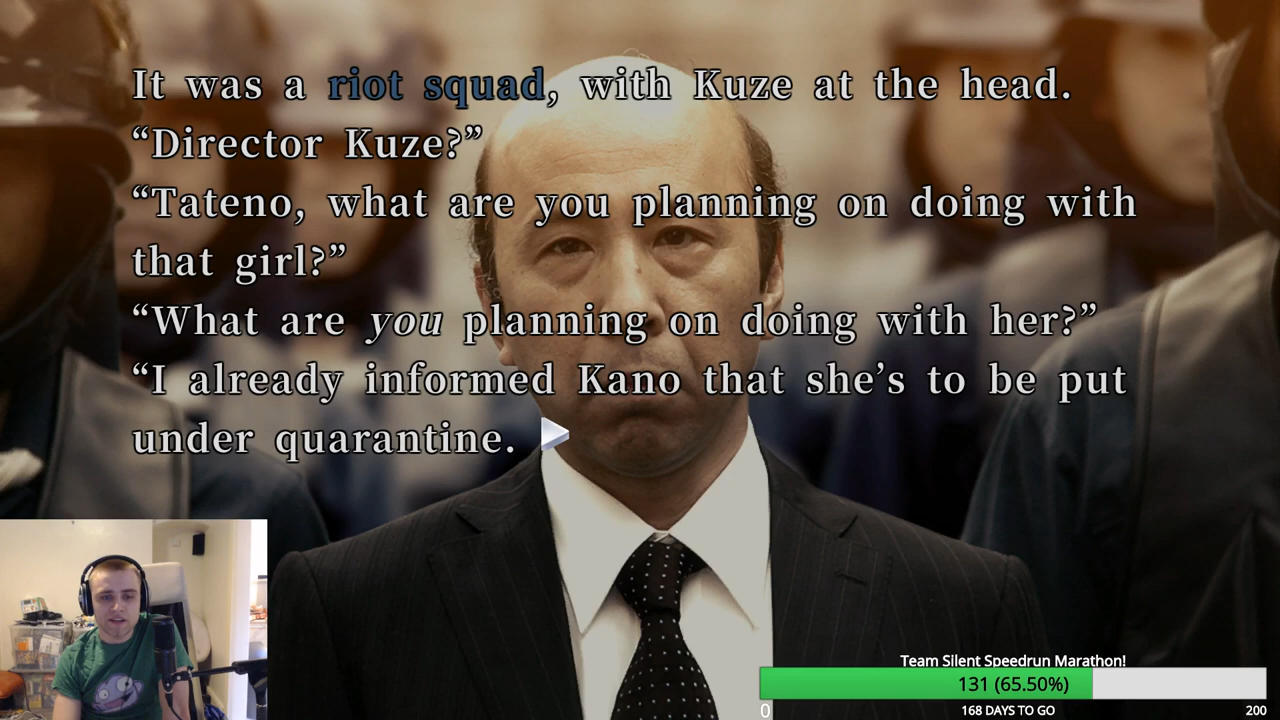 It was a riot squad, with Kuze at the head.
“Director Kuze?”
“Tateno, what are you planning on doing with
that girl?”
“What are you planning on doing with her?”
“I already informed Kano that she’s to be put
under quarantine.
Team Silent Speedrun Marathon!
131 (65.50%)
0
168 DAYS TO GO
200